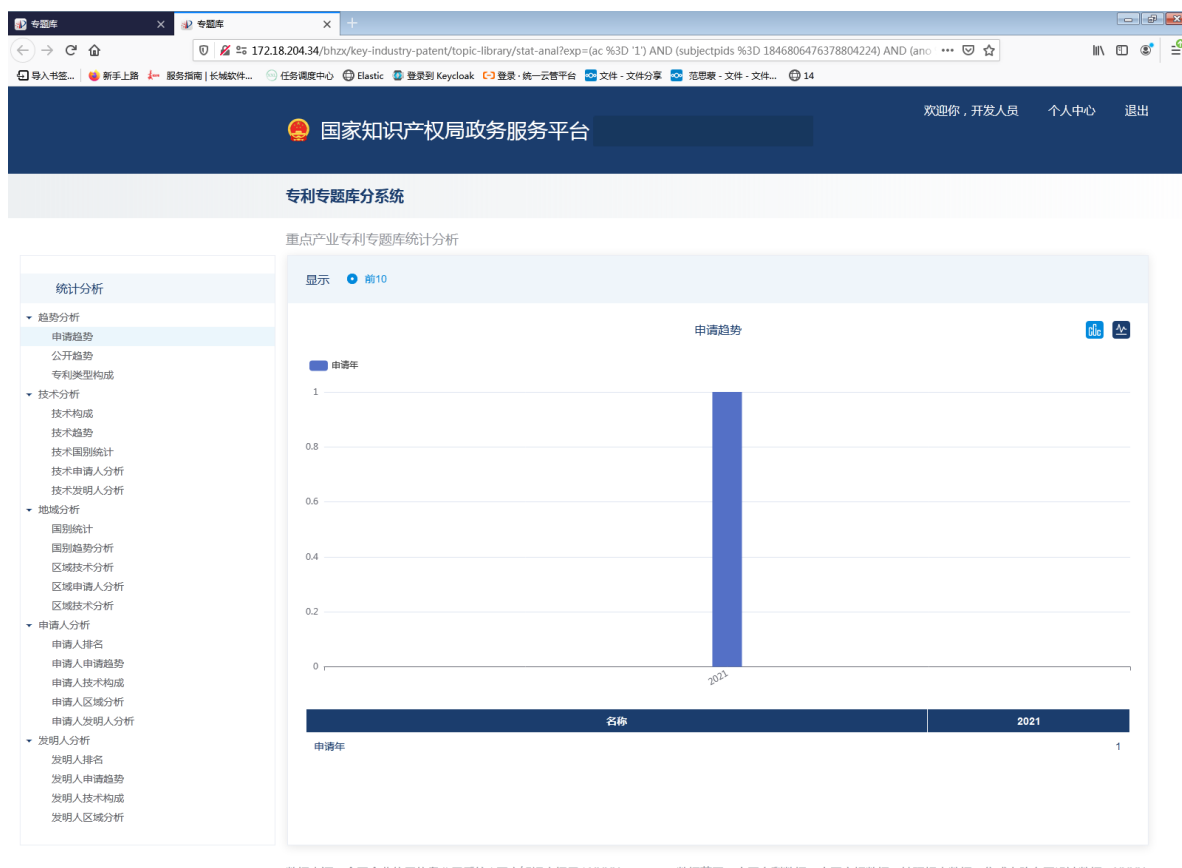 专题库
专题库
172.18.204.34/bhzx/key-industry-patent/topic-library/stat-anal?exp=(ac %3D '1') AND (subjectpids %3D 1846806476378804224) AND (ano
导入书签... 新手上路 服务指南 | 长城软件... 任务调度中心 Elastic 登录到 Keycloak 登录 · 统一云管平台 文件 - 文件分享 范思蒙 - 文件 - 文件... 14
国家知识产权局政务服务平台
欢迎你，开发人员 个人中心 退出
专利专题库分系统
重点产业专利专题库统计分析
统计分析
趋势分析
申请趋势
公开趋势
专利类型构成
技术分析
技术构成
技术趋势
技术国别统计
技术申请人分析
技术发明人分析
地域分析
国别统计
国别趋势分析
区域技术分析
区域申请人分析
区域技术分析
申请人分析
申请人排名
申请人申请趋势
申请人技术构成
申请人区域分析
申请人发明人分析
发明人分析
发明人排名
发明人申请趋势
发明人技术构成
发明人区域分析
显示 前10
申请趋势
申请年
1
0.8
0.6
0.4
0.2
0
2021
名称 2021
申请年 1